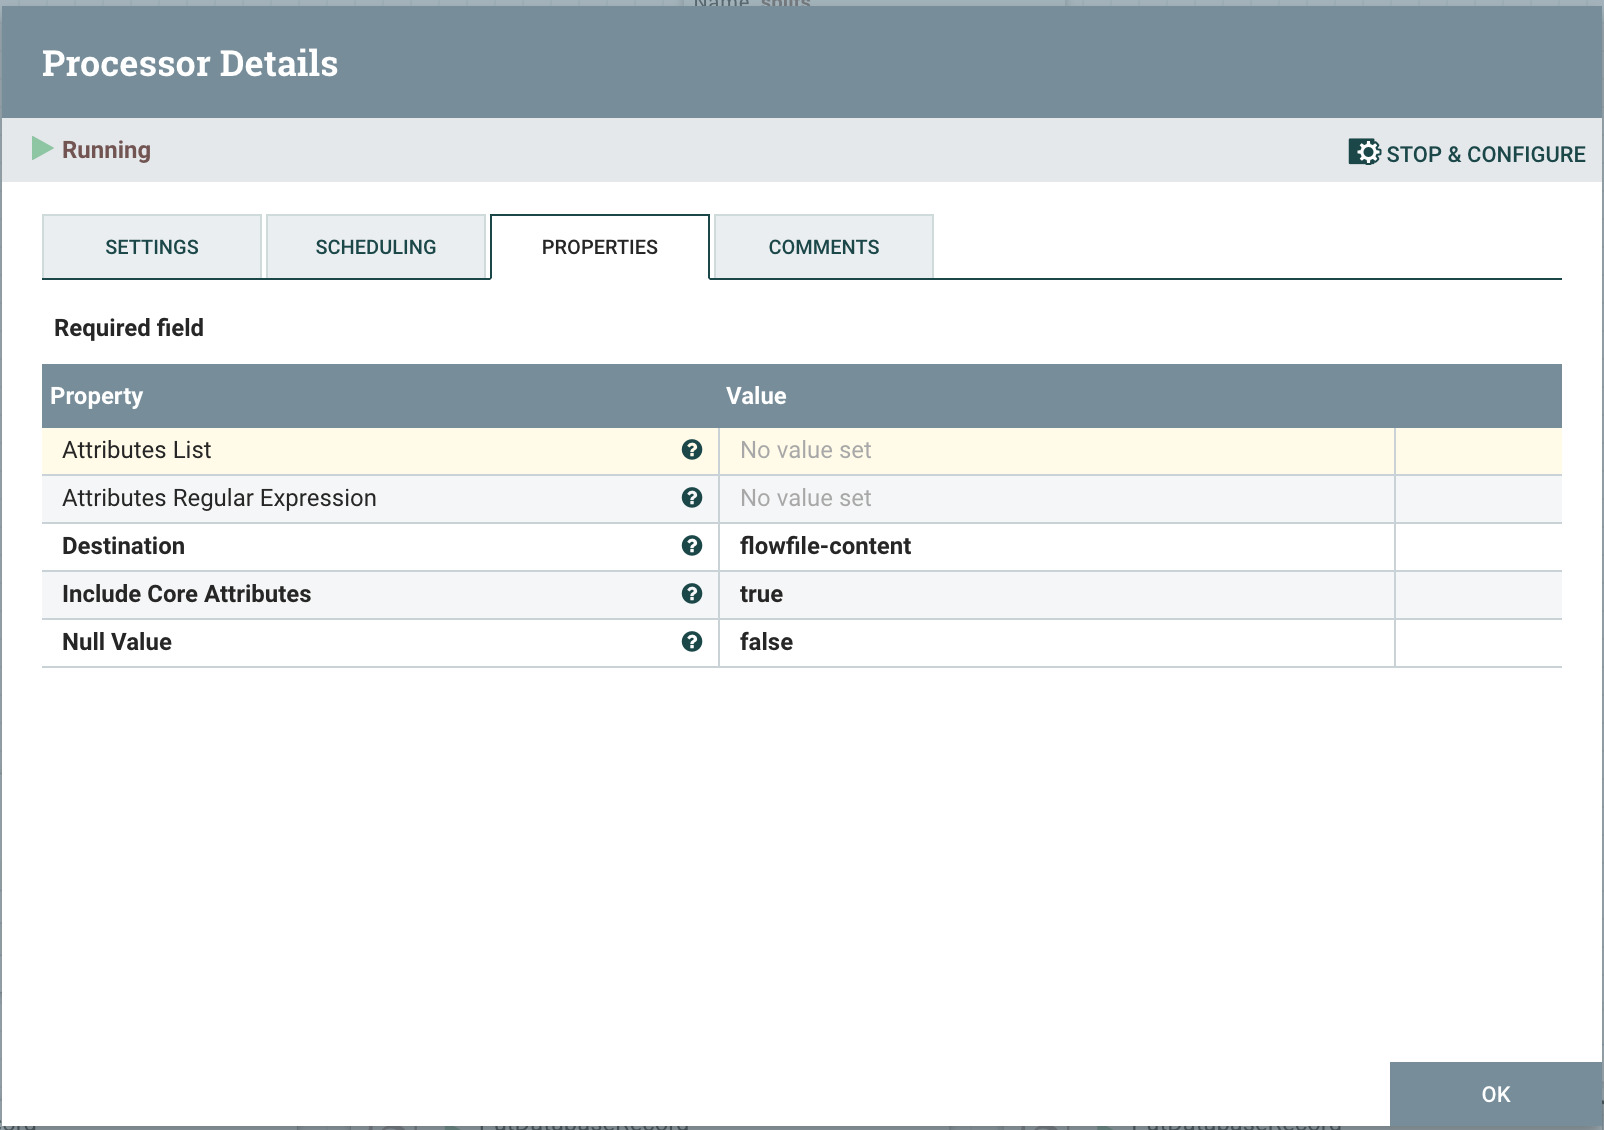 Processor Details
Running
STOP & CONFIGURE
SETTINGS SCHEDULING PROPERTIES COMMENTS
Required field
Property Value
Attributes List ? No value set
Attributes Regular Expression ? No value set
Destination ? flowfile-content
Include Core Attributes ? true
Null Value ? false
OK